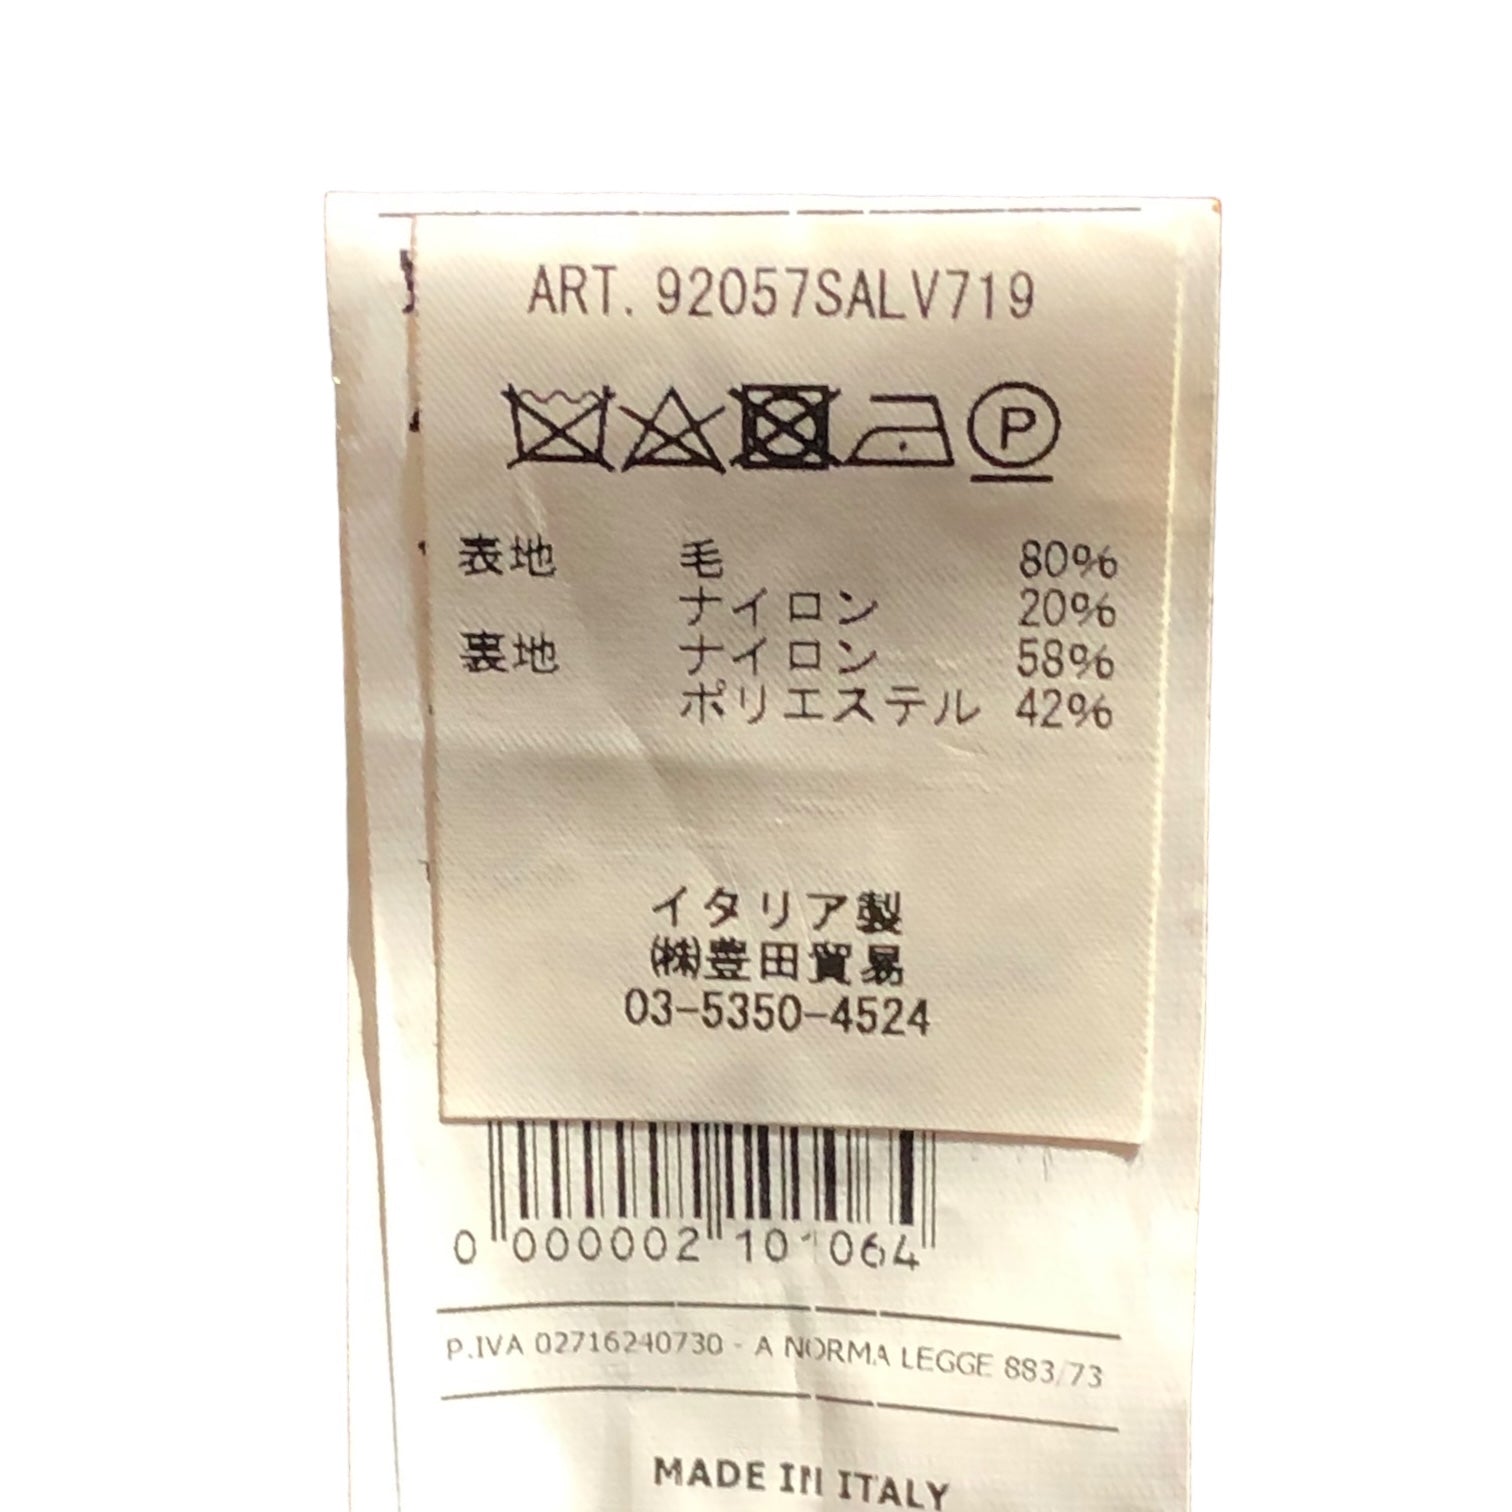 ART. 92057SALV719
P
表地 毛 80%
ナイロン 20%
裏地 ナイロン 58%
ポリエステル 42%
イタリア製
㈱豊田貿易
03-5350-4524
0 000002 101064
P.IVA 02716240730 - A NORMA LEGGE 883/73
MADE IN ITALY